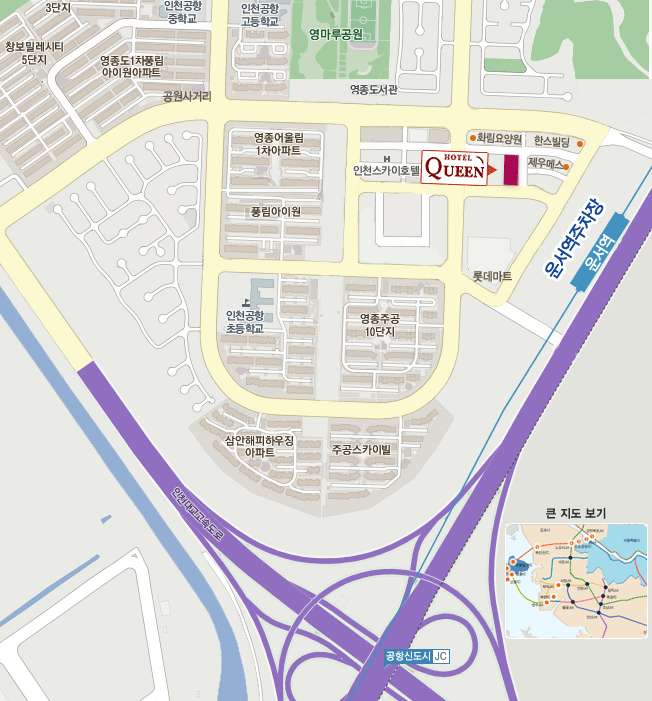 3단지
인천공항
중학교
인천공항
고등학교
영마루공원
창보밀레시티
5단지
영종도1차풍림
아이원아파트
공원사거리
영종도서관
영종어울림
1차아파트
화림요양원
한스빌딩
제우메스
H
인천스카이호텔
HOTEL
QUEEN
풍림아이원
운서역주차장
운서역
롯데마트
인천공항
초등학교
영종주공
10단지
삼안해피하우징
아파트
주공스카이빌
인천대교고속도로
큰 지도 보기
공항신도시 JC